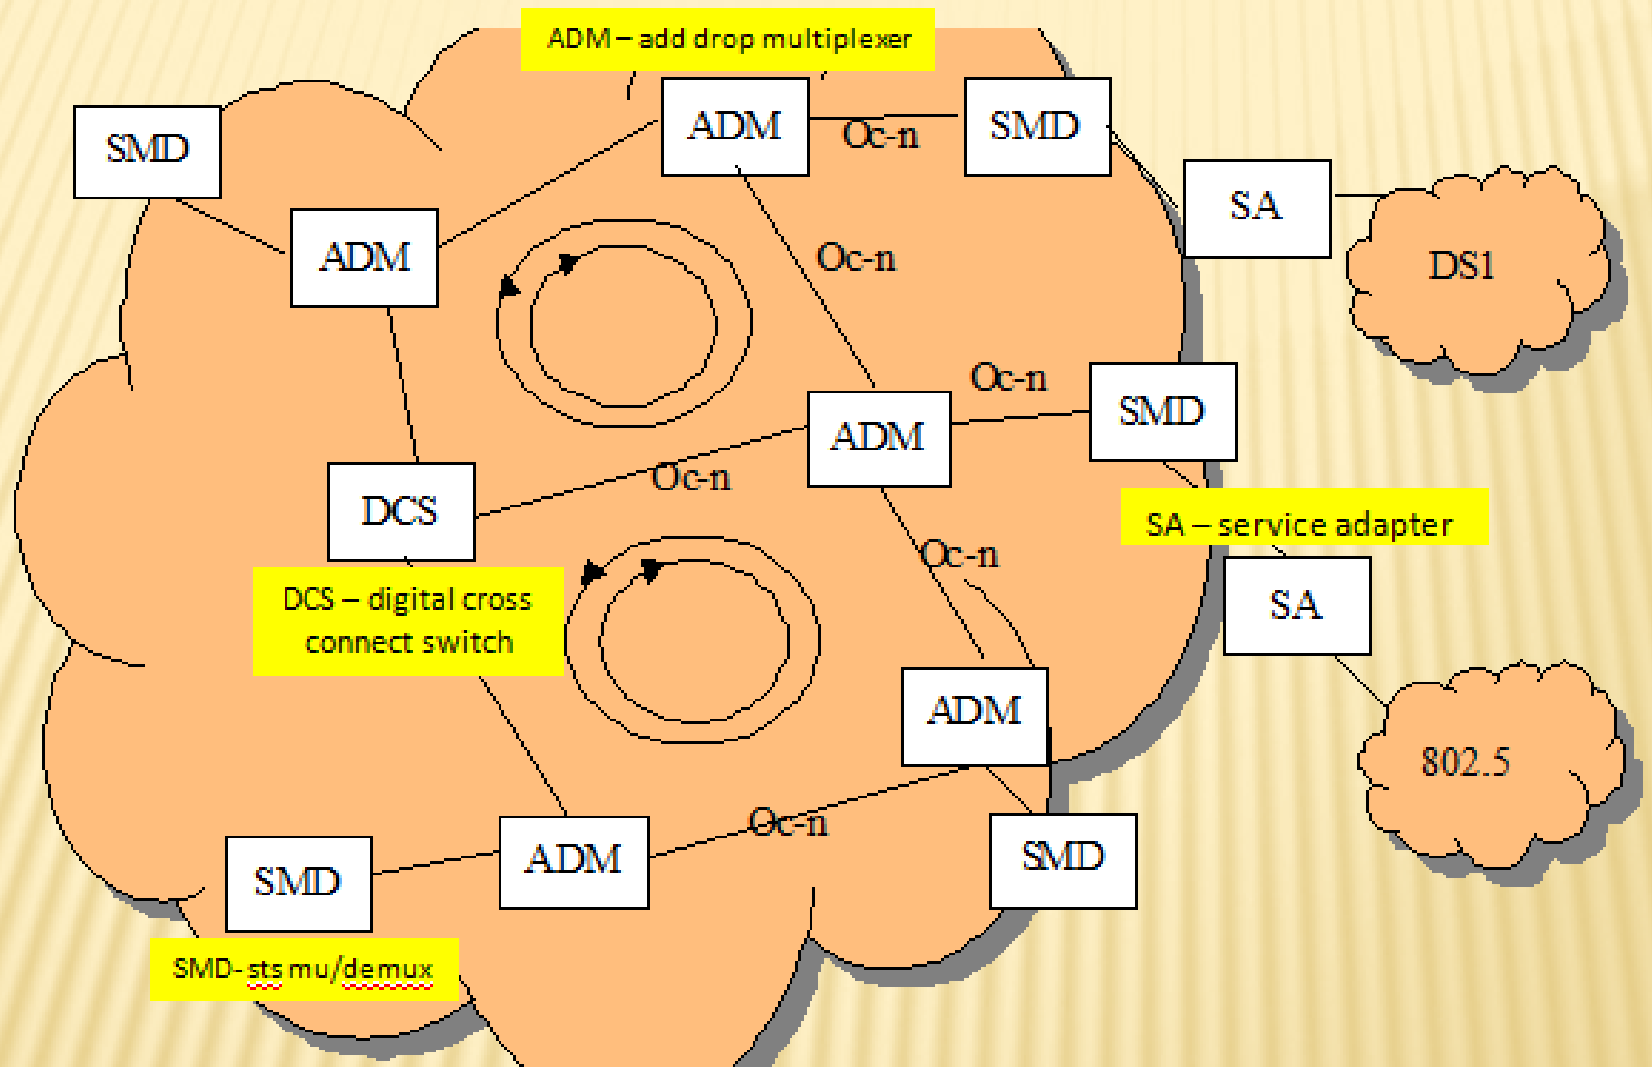 ADM – add drop multiplexer
ADM
Oc-n
SMD
SMD
SA
ADM
Oc-n
DS1
Oc-n
SMD
ADM
Oc-n
DCS
SA – service adapter
Oc-n
DCS – digital cross
connect switch
SA
ADM
802.5
Oc-n
SMD
ADM
SMD
SMD- sts mu/demux